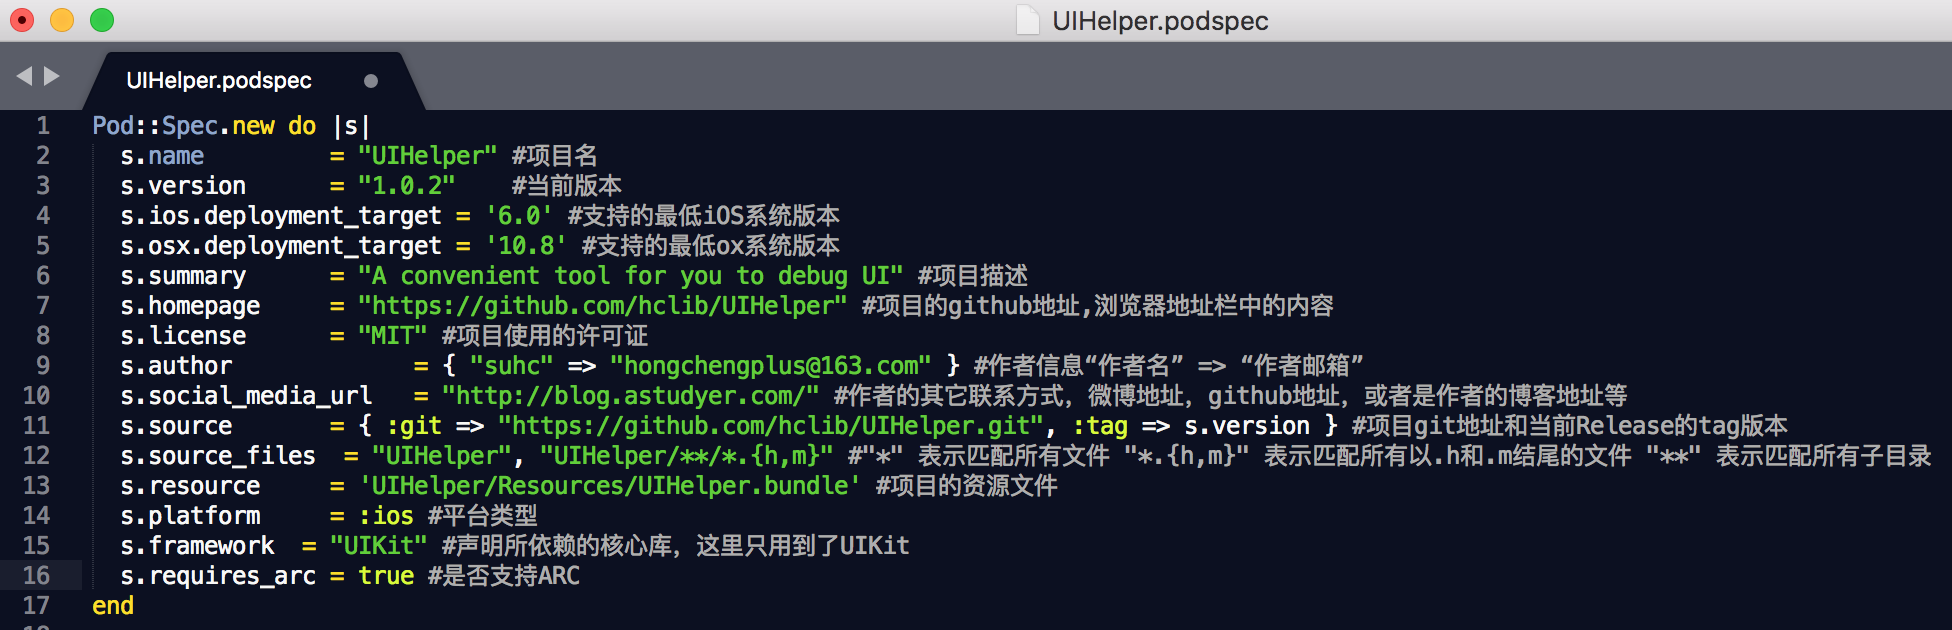 UIHelper.podspec
UIHelper.podspec
1 Pod::Spec.new do |s|
2 s.name = "UIHelper" #项目名
3 s.version = "1.0.2" #当前版本
4 s.ios.deployment_target = '6.0' #支持的最低iOS系统版本
5 s.osx.deployment_target = '10.8' #支持的最低ox系统版本
6 s.summary = "A convenient tool for you to debug UI" #项目描述
7 s.homepage = "https://github.com/hclib/UIHelper" #项目的github地址,浏览器地址栏中的内容
8 s.license = "MIT" #项目使用的许可证
9 s.author = { "suhc" => "hongchengplus@163.com" } #作者信息“作者名” => “作者邮箱”
10 s.social_media_url = "http://blog.astudyer.com/" #作者的其它联系方式，微博地址，github地址，或者是作者的博客地址等
11 s.source = { :git => "https://github.com/hclib/UIHelper.git", :tag => s.version } #项目git地址和当前Release的tag版本
12 s.source_files = "UIHelper", "UIHelper/**/*.{h,m}" #"*" 表示匹配所有文件 "*.{h,m}" 表示匹配所有以.h和.m结尾的文件 "**" 表示匹配所有子目录
13 s.resource = 'UIHelper/Resources/UIHelper.bundle' #项目的资源文件
14 s.platform = :ios #平台类型
15 s.framework = "UIKit" #声明所依赖的核心库，这里只用到了UIKit
16 s.requires_arc = true #是否支持ARC
17 end